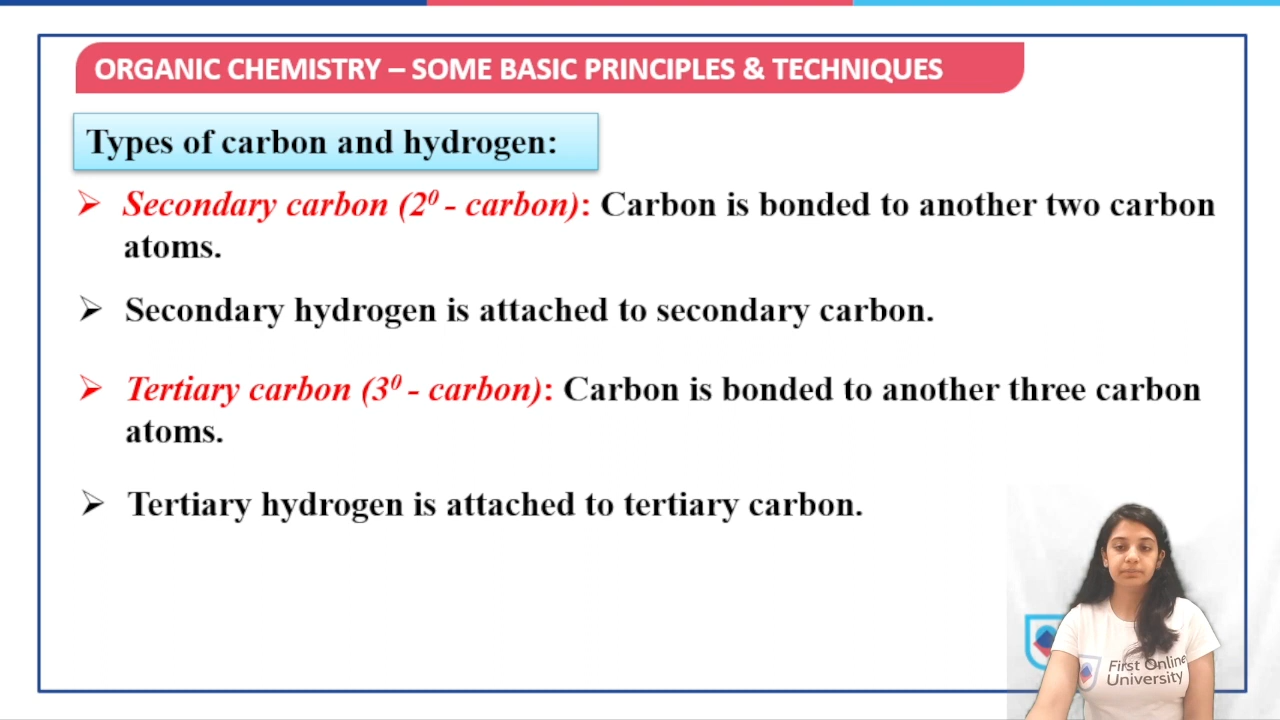 ORGANIC CHEMISTRY – SOME BASIC PRINCIPLES & TECHNIQUES
Types of carbon and hydrogen:
➢ Secondary carbon (2⁰ - carbon): Carbon is bonded to another two carbon
atoms.
➢ Secondary hydrogen is attached to secondary carbon.
➢ Tertiary carbon (3⁰ - carbon): Carbon is bonded to another three carbon
atoms.
➢ Tertiary hydrogen is attached to tertiary carbon.
First Online
University